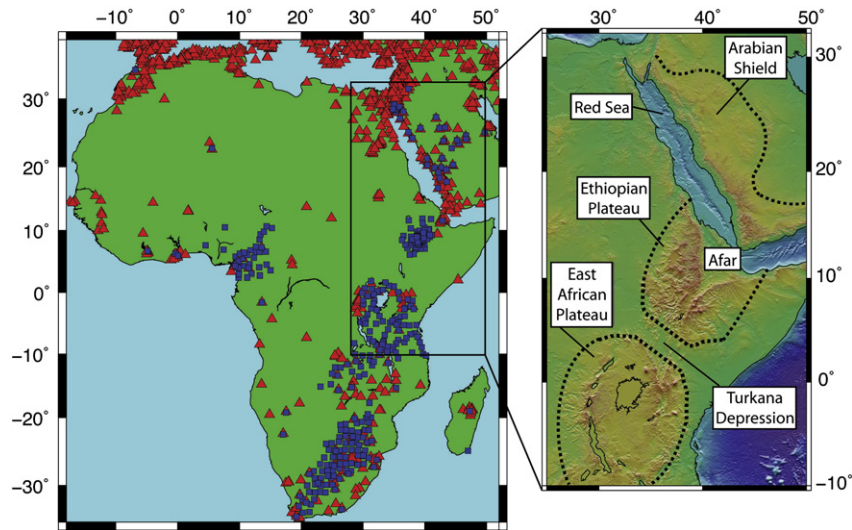 −10° 0° 10° 20° 30° 40° 50°
30°
20°
10°
0°
−10°
−20°
−30°
30° 40° 50°
30°
20°
10°
0°
−10°
Arabian
Shield
Red Sea
Ethiopian
Plateau
Afar
East
African
Plateau
Turkana
Depression